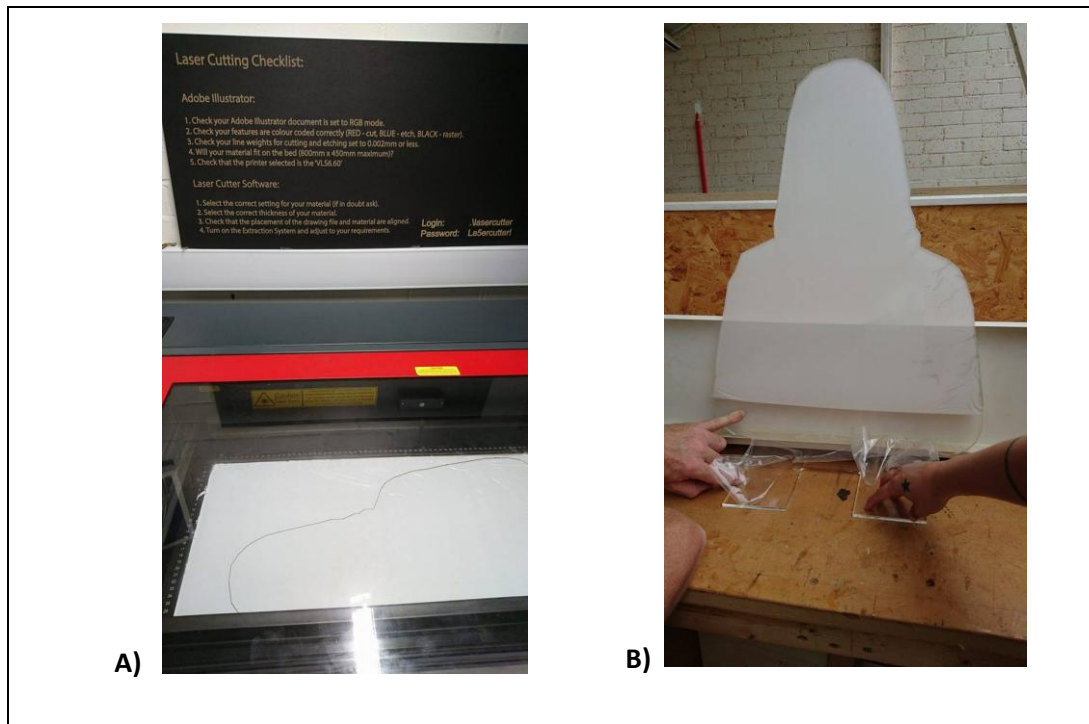 Laser Cutting Checklist:
Adobe Illustrator:
1. Check your Adobe Illustrator document is set to RGB mode.
2. Check your features are colour coded correctly (RED - cut, BLUE - etch, BLACK - raster).
3. Check your line weights for cutting and etching set to 0.002mm or less.
4. Will your material fit on the bed (800mm x 450mm maximum)?
5. Check that the printer selected is the 'VLS6.60'
Laser Cutter Software:
1. Select the correct setting for your material (If in doubt ask).
2. Select the correct thickness of your material.
3. Check that the placement of the drawing file and material are aligned.
4. Turn on the Extraction System and adjust to your requirements.
Login: .\lasercutter
Password: La5ercutter!
A)
B)